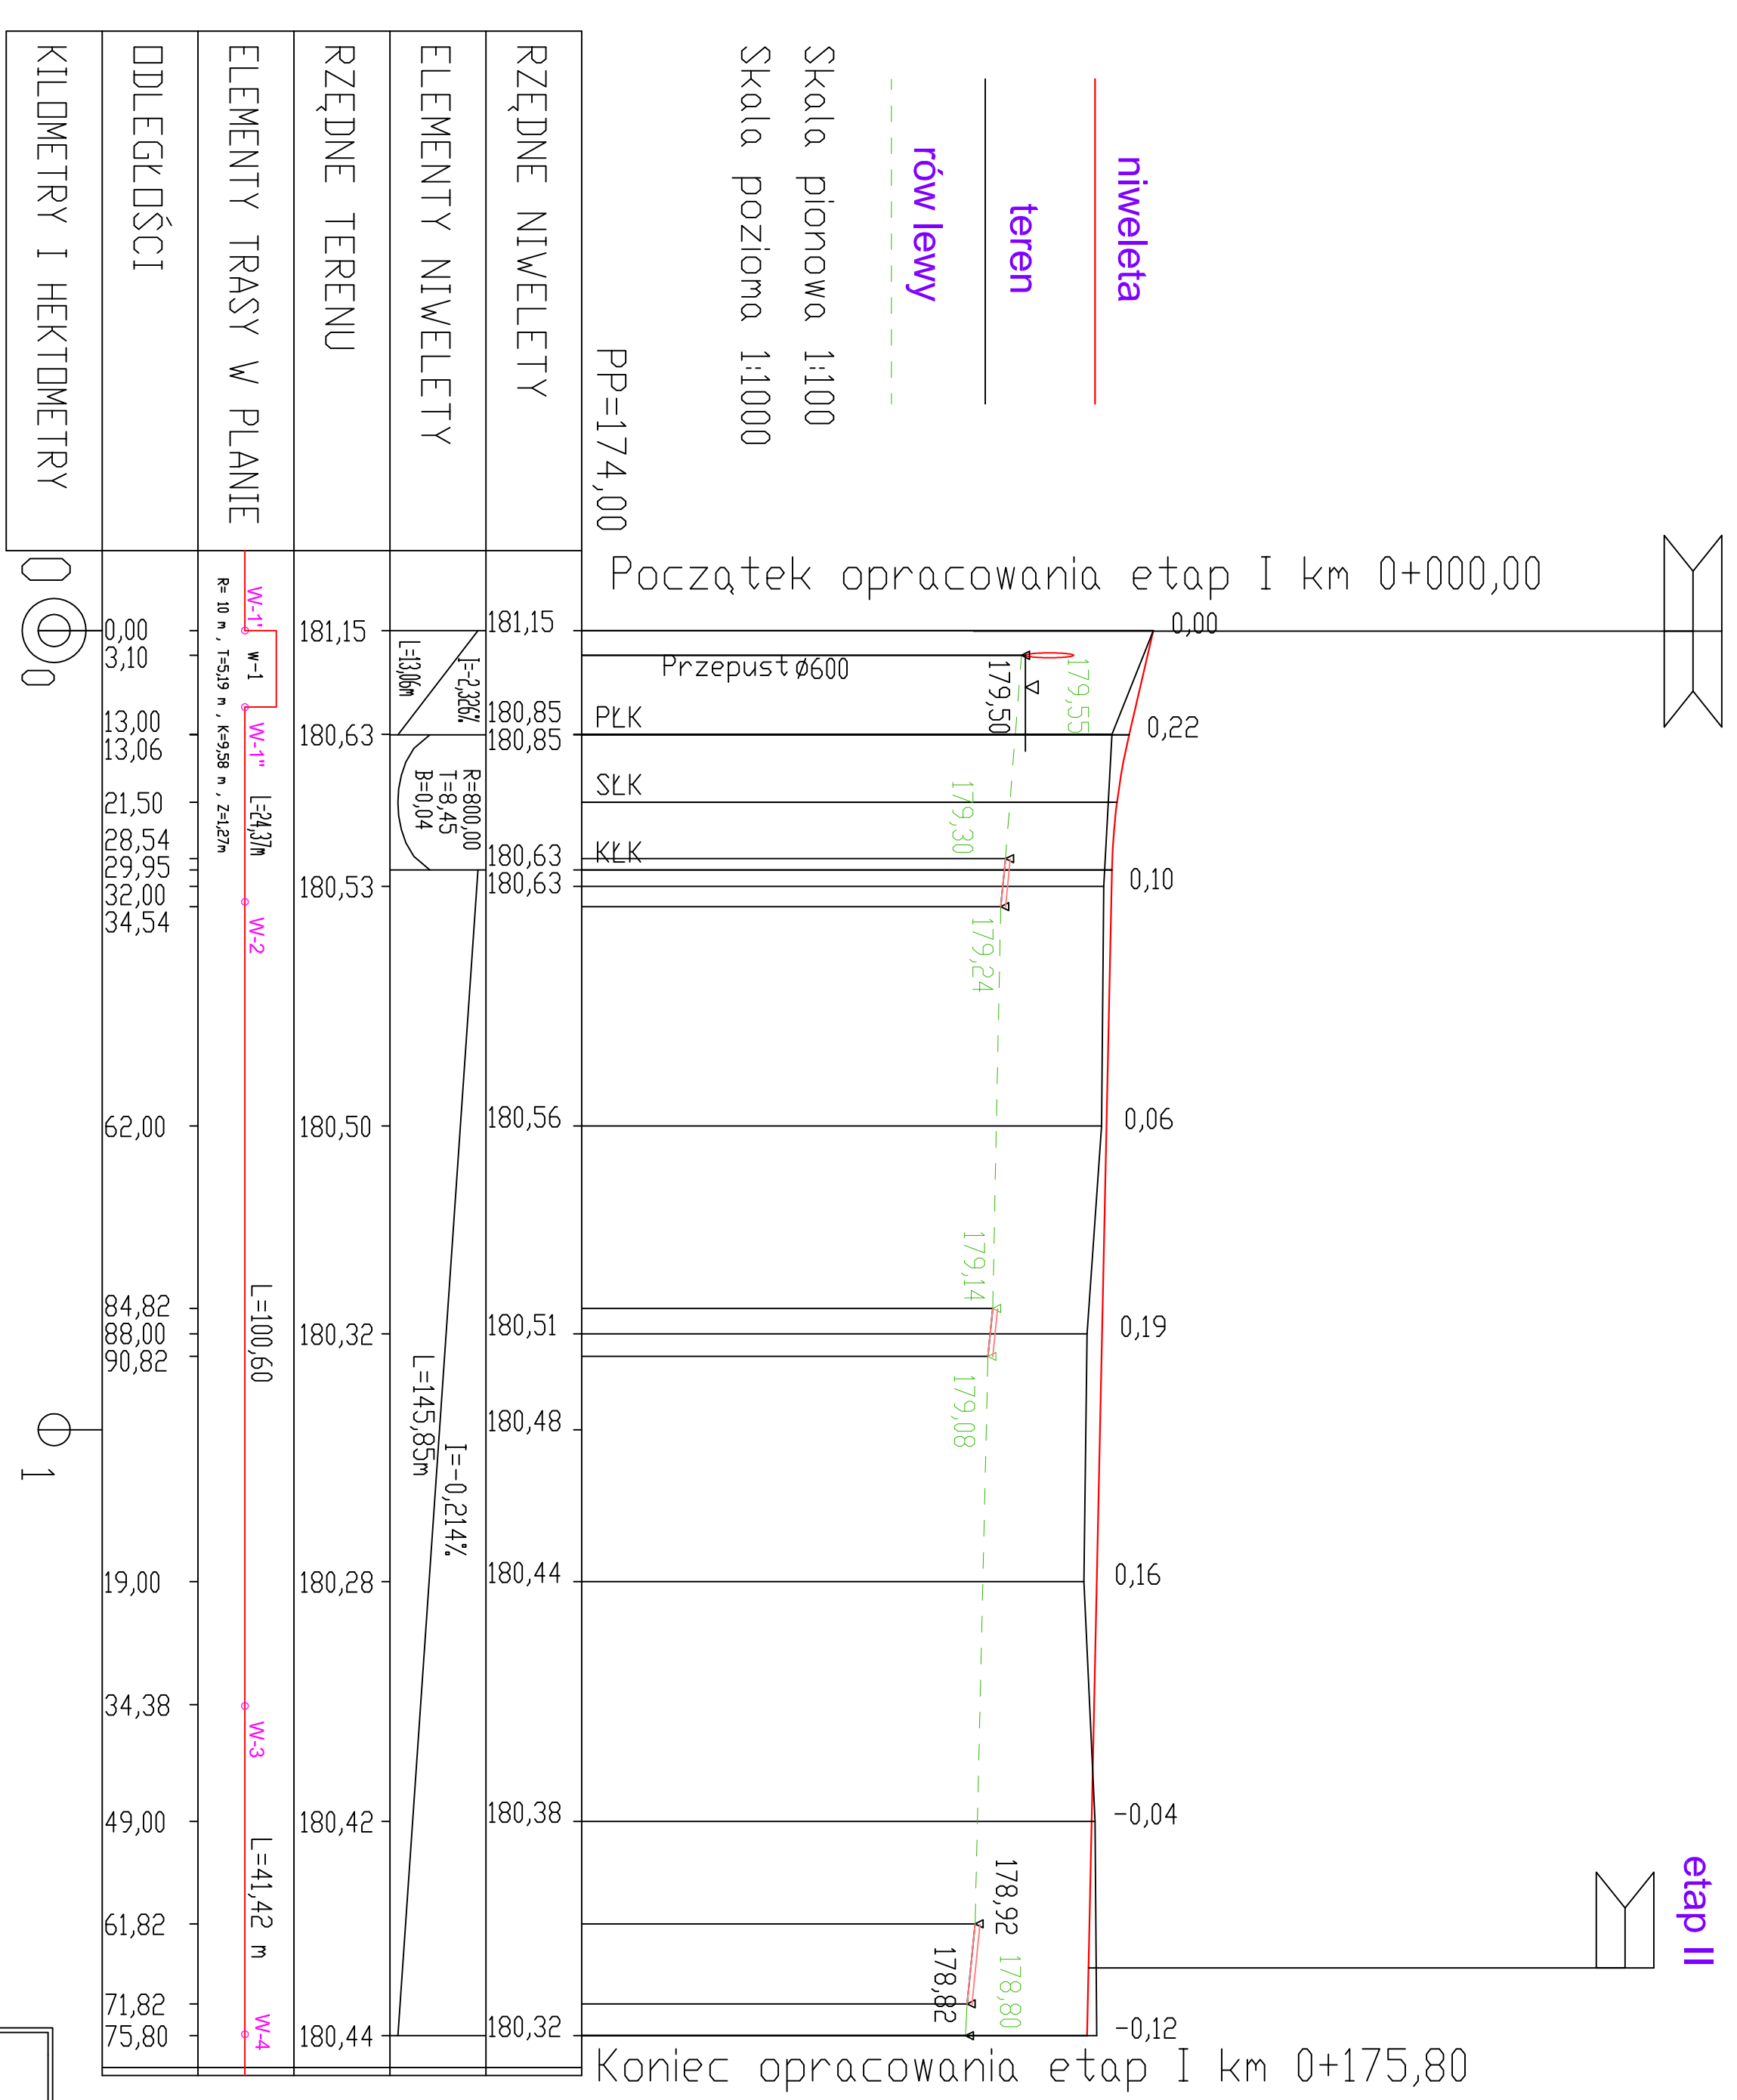 niweleta
teren
rów lewy
Skala pionowa 1:100
Skala pozioma 1:1000
PP=174,00
Początek opracowania etap I km 0+000,00
etap II
Koniec opracowania etap I km 0+175,80
0,00
0,22
0,10
0,06
0,19
0,16
-0,04
-0,12
179,55
179,50
Przepust Ø600
179,30
179,24
179,14
179,08
178,92
178,82
178,80
PŁK
SŁK
KŁK
RZĘDNE NIWELETY
181,15
180,85
180,85
180,63
180,63
180,56
180,51
180,48
180,44
180,38
180,32
ELEMENTY NIWELETY
I=-2,326%
L=13,06m
R=800,00
T=8,45
B=0,04
I=-0,214%
L=145,85m
RZĘDNE TERENU
181,15
180,63
180,53
180,50
180,32
180,28
180,42
180,44
ELEMENTY TRASY W PLANIE
W-1'
w-1
W-1"
L=24,37m
W-2
L=100,60
W-3
L=41,42 m
W-4
R= 10 m , T=5,19 m , K=9,58 m , Z=1,27m
ODLEGŁOŚCI
0,00
3,10
13,00
13,06
21,50
28,54
29,95
32,00
34,54
62,00
84,82
88,00
90,82
19,00
34,38
49,00
61,82
71,82
75,80
KILOMETRY I HEKTOMETRY
0
0
1